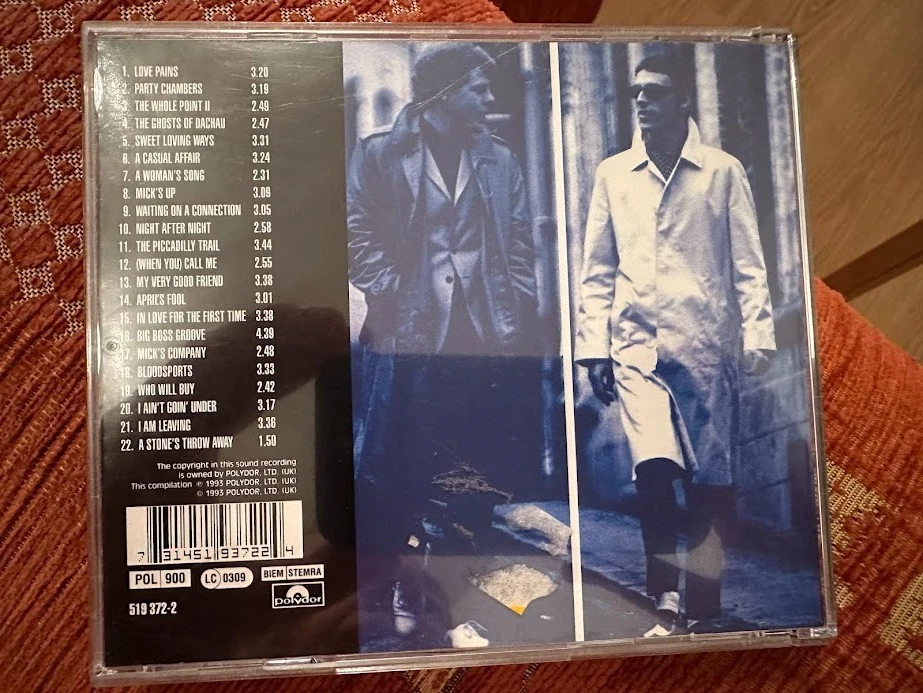 1. LOVE PAINS 3.20
2. PARTY CHAMBERS 3.19
3. THE WHOLE POINT II 2.49
4. THE GHOSTS OF DACHAU 2.47
5. SWEET LOVING WAYS 3.31
6. A CASUAL AFFAIR 3.24
7. A WOMAN'S SONG 2.31
8. MICK'S UP 3.09
9. WAITING ON A CONNECTION 3.05
10. NIGHT AFTER NIGHT 2.58
11. THE PICCADILLY TRAIL 3.44
12. (WHEN YOU) CALL ME 2.55
13. MY VERY GOOD FRIEND 3.38
14. APRIL'S FOOL 3.01
15. IN LOVE FOR THE FIRST TIME 3.38
16. BIG BOSS GROOVE 4.39
17. MICK'S COMPANY 2.48
18. BLOODSPORTS 3.33
19. WHO WILL BUY 2.42
20. I AIN'T GOIN' UNDER 3.17
21. I AM LEAVING 3.36
22. A STONE'S THROW AWAY 1.50
The copyright in this sound recording
is owned by POLYDOR, LTD. (UK)
This compilation ℗ 1993 POLYDOR, LTD. (UK)
© 1993 POLYDOR, LTD. (UK)
7 31451 93722 4
POL 900 LC 0309 BIEM STEMRA
polydor
519 372-2